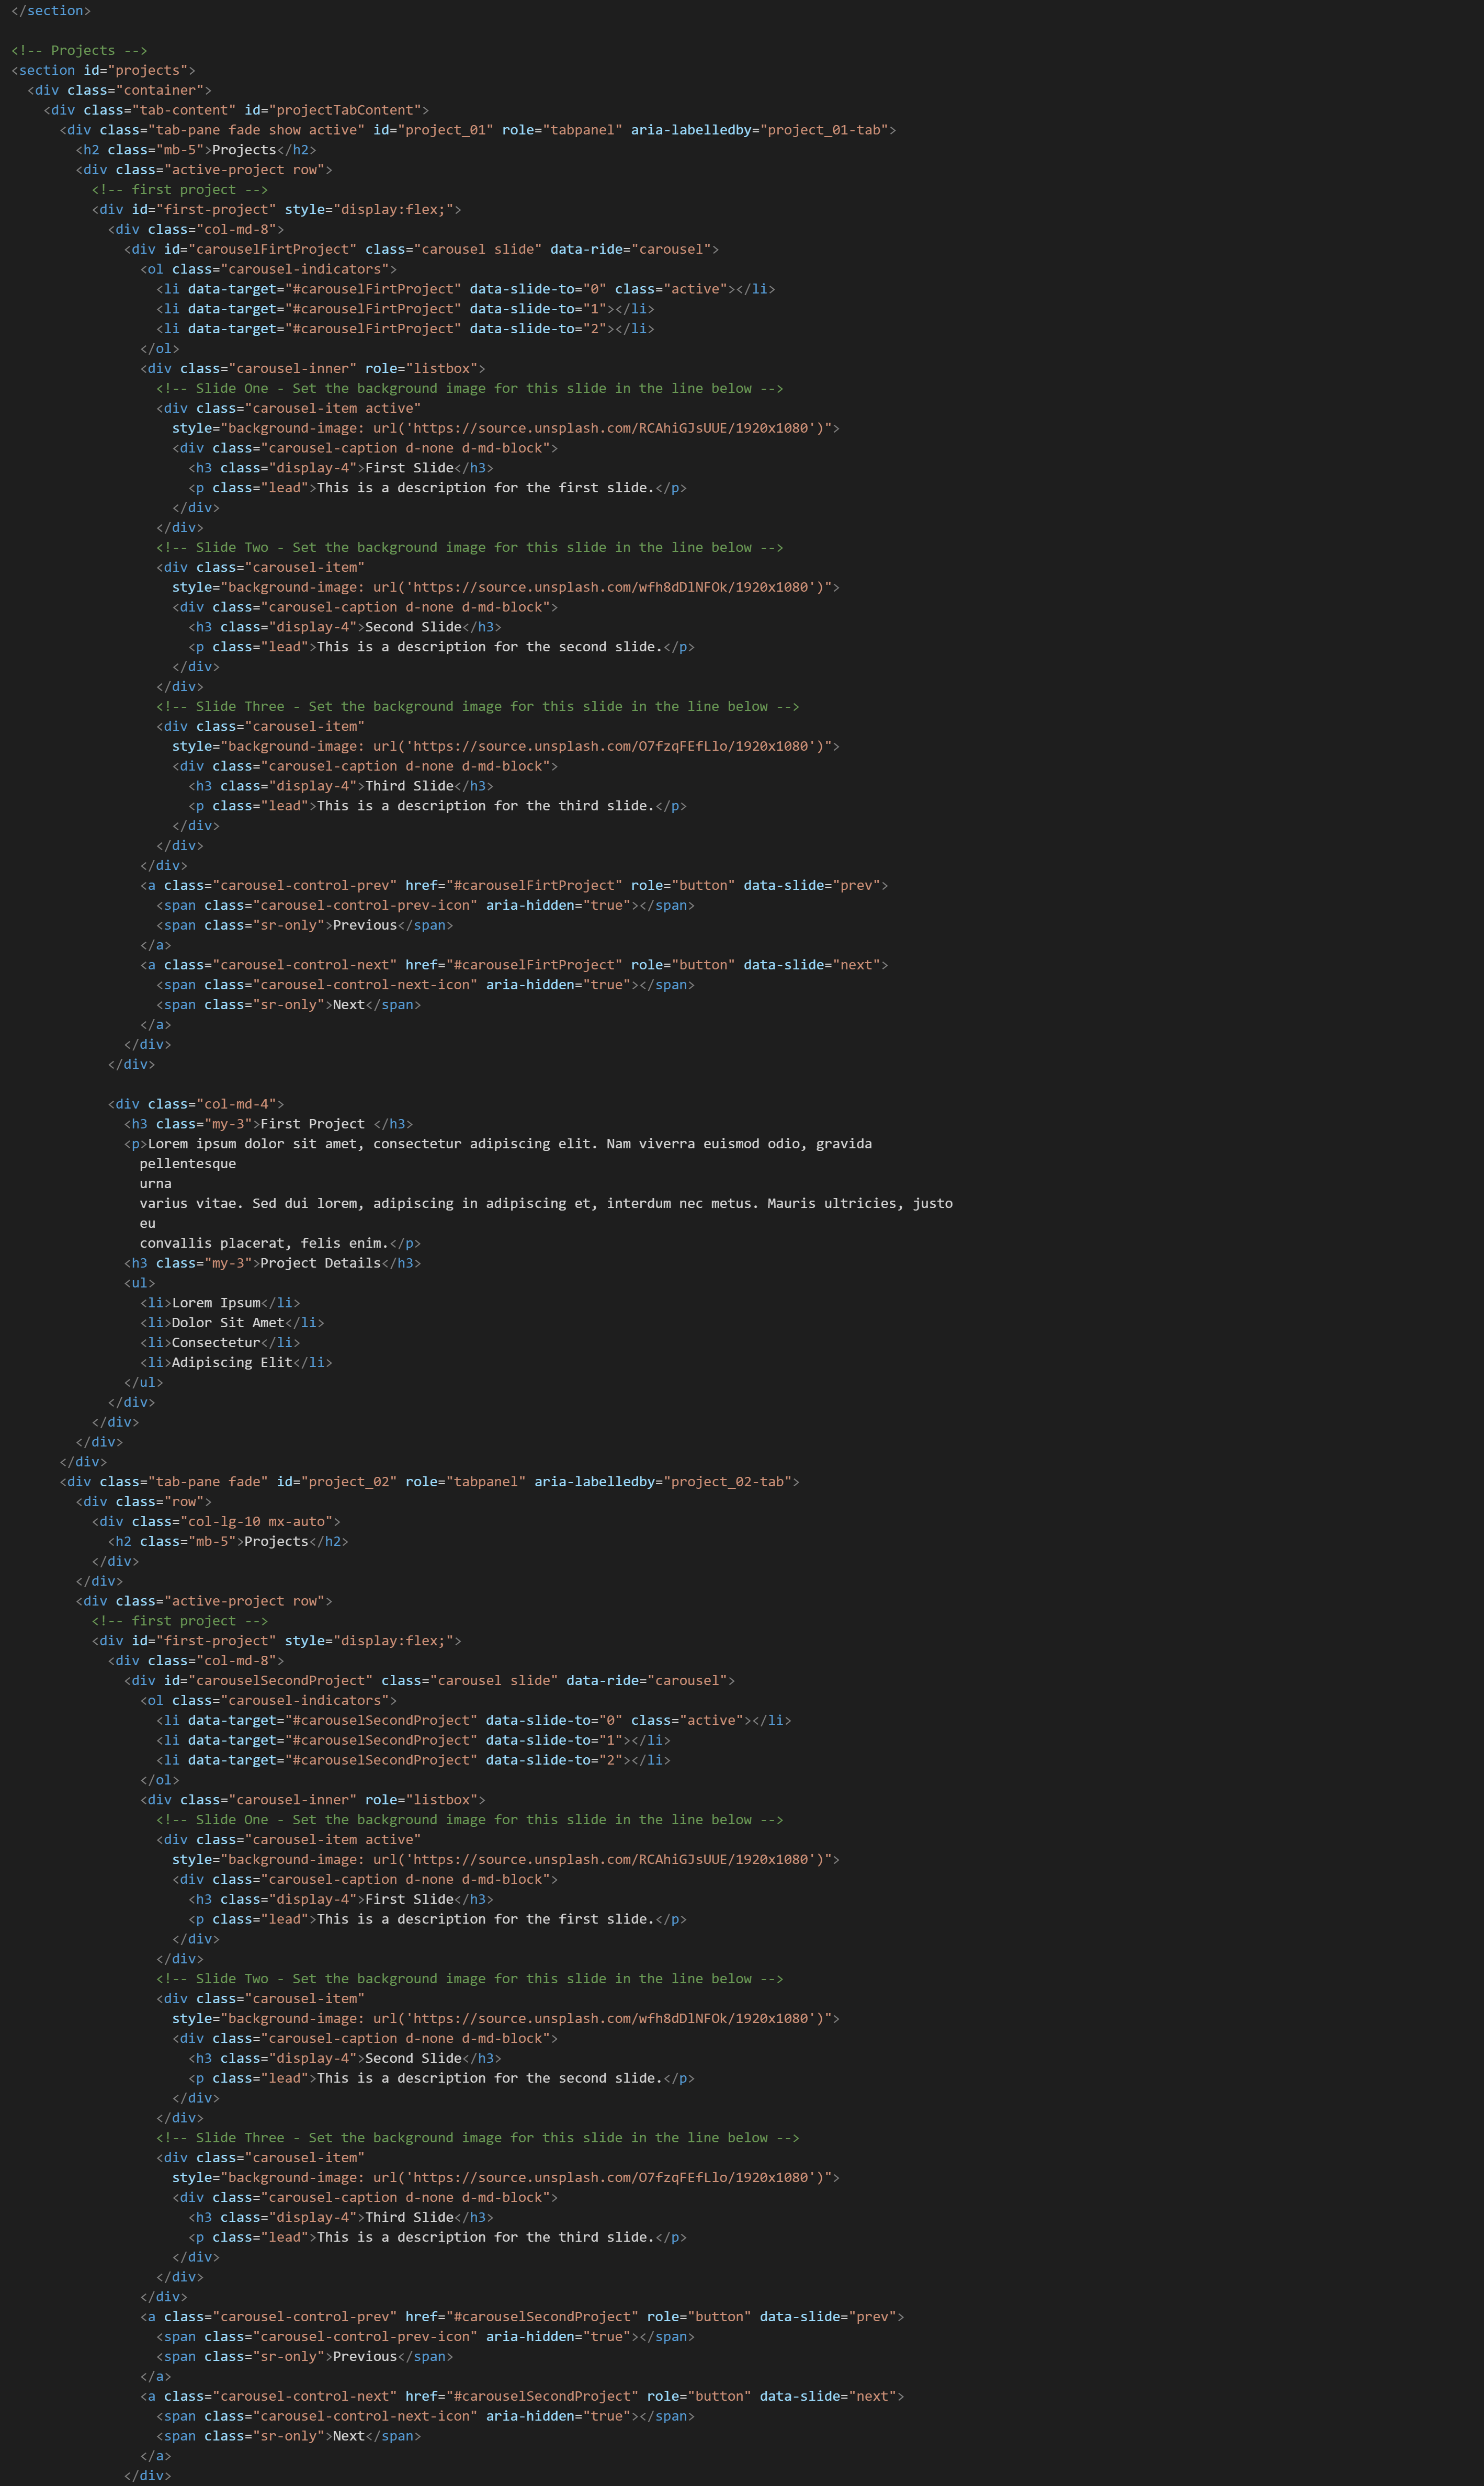 </section>

<!-- Projects -->
<section id="projects">
  <div class="container">
    <div class="tab-content" id="projectTabContent">
      <div class="tab-pane fade show active" id="project_01" role="tabpanel" aria-labelledby="project_01-tab">
        <h2 class="mb-5">Projects</h2>
        <div class="active-project row">
          <!-- first project -->
          <div id="first-project" style="display:flex;">
            <div class="col-md-8">
              <div id="carouselFirtProject" class="carousel slide" data-ride="carousel">
                <ol class="carousel-indicators">
                  <li data-target="#carouselFirtProject" data-slide-to="0" class="active"></li>
                  <li data-target="#carouselFirtProject" data-slide-to="1"></li>
                  <li data-target="#carouselFirtProject" data-slide-to="2"></li>
                </ol>
                <div class="carousel-inner" role="listbox">
                  <!-- Slide One - Set the background image for this slide in the line below -->
                  <div class="carousel-item active"
                    style="background-image: url('https://source.unsplash.com/RCAhiGJsUUE/1920x1080')">
                    <div class="carousel-caption d-none d-md-block">
                      <h3 class="display-4">First Slide</h3>
                      <p class="lead">This is a description for the first slide.</p>
                    </div>
                  </div>
                  <!-- Slide Two - Set the background image for this slide in the line below -->
                  <div class="carousel-item"
                    style="background-image: url('https://source.unsplash.com/wfh8dDlNFOk/1920x1080')">
                    <div class="carousel-caption d-none d-md-block">
                      <h3 class="display-4">Second Slide</h3>
                      <p class="lead">This is a description for the second slide.</p>
                    </div>
                  </div>
                  <!-- Slide Three - Set the background image for this slide in the line below -->
                  <div class="carousel-item"
                    style="background-image: url('https://source.unsplash.com/O7fzqFEfLlo/1920x1080')">
                    <div class="carousel-caption d-none d-md-block">
                      <h3 class="display-4">Third Slide</h3>
                      <p class="lead">This is a description for the third slide.</p>
                    </div>
                  </div>
                </div>
                <a class="carousel-control-prev" href="#carouselFirtProject" role="button" data-slide="prev">
                  <span class="carousel-control-prev-icon" aria-hidden="true"></span>
                  <span class="sr-only">Previous</span>
                </a>
                <a class="carousel-control-next" href="#carouselFirtProject" role="button" data-slide="next">
                  <span class="carousel-control-next-icon" aria-hidden="true"></span>
                  <span class="sr-only">Next</span>
                </a>
              </div>
            </div>

            <div class="col-md-4">
              <h3 class="my-3">First Project </h3>
              <p>Lorem ipsum dolor sit amet, consectetur adipiscing elit. Nam viverra euismod odio, gravida
                pellentesque
                urna
                varius vitae. Sed dui lorem, adipiscing in adipiscing et, interdum nec metus. Mauris ultricies, justo
                eu
                convallis placerat, felis enim.</p>
              <h3 class="my-3">Project Details</h3>
              <ul>
                <li>Lorem Ipsum</li>
                <li>Dolor Sit Amet</li>
                <li>Consectetur</li>
                <li>Adipiscing Elit</li>
              </ul>
            </div>
          </div>
        </div>
      </div>
      <div class="tab-pane fade" id="project_02" role="tabpanel" aria-labelledby="project_02-tab">
        <div class="row">
          <div class="col-lg-10 mx-auto">
            <h2 class="mb-5">Projects</h2>
          </div>
        </div>
        <div class="active-project row">
          <!-- first project -->
          <div id="first-project" style="display:flex;">
            <div class="col-md-8">
              <div id="carouselSecondProject" class="carousel slide" data-ride="carousel">
                <ol class="carousel-indicators">
                  <li data-target="#carouselSecondProject" data-slide-to="0" class="active"></li>
                  <li data-target="#carouselSecondProject" data-slide-to="1"></li>
                  <li data-target="#carouselSecondProject" data-slide-to="2"></li>
                </ol>
                <div class="carousel-inner" role="listbox">
                  <!-- Slide One - Set the background image for this slide in the line below -->
                  <div class="carousel-item active"
                    style="background-image: url('https://source.unsplash.com/RCAhiGJsUUE/1920x1080')">
                    <div class="carousel-caption d-none d-md-block">
                      <h3 class="display-4">First Slide</h3>
                      <p class="lead">This is a description for the first slide.</p>
                    </div>
                  </div>
                  <!-- Slide Two - Set the background image for this slide in the line below -->
                  <div class="carousel-item"
                    style="background-image: url('https://source.unsplash.com/wfh8dDlNFOk/1920x1080')">
                    <div class="carousel-caption d-none d-md-block">
                      <h3 class="display-4">Second Slide</h3>
                      <p class="lead">This is a description for the second slide.</p>
                    </div>
                  </div>
                  <!-- Slide Three - Set the background image for this slide in the line below -->
                  <div class="carousel-item"
                    style="background-image: url('https://source.unsplash.com/O7fzqFEfLlo/1920x1080')">
                    <div class="carousel-caption d-none d-md-block">
                      <h3 class="display-4">Third Slide</h3>
                      <p class="lead">This is a description for the third slide.</p>
                    </div>
                  </div>
                </div>
                <a class="carousel-control-prev" href="#carouselSecondProject" role="button" data-slide="prev">
                  <span class="carousel-control-prev-icon" aria-hidden="true"></span>
                  <span class="sr-only">Previous</span>
                </a>
                <a class="carousel-control-next" href="#carouselSecondProject" role="button" data-slide="next">
                  <span class="carousel-control-next-icon" aria-hidden="true"></span>
                  <span class="sr-only">Next</span>
                </a>
              </div>